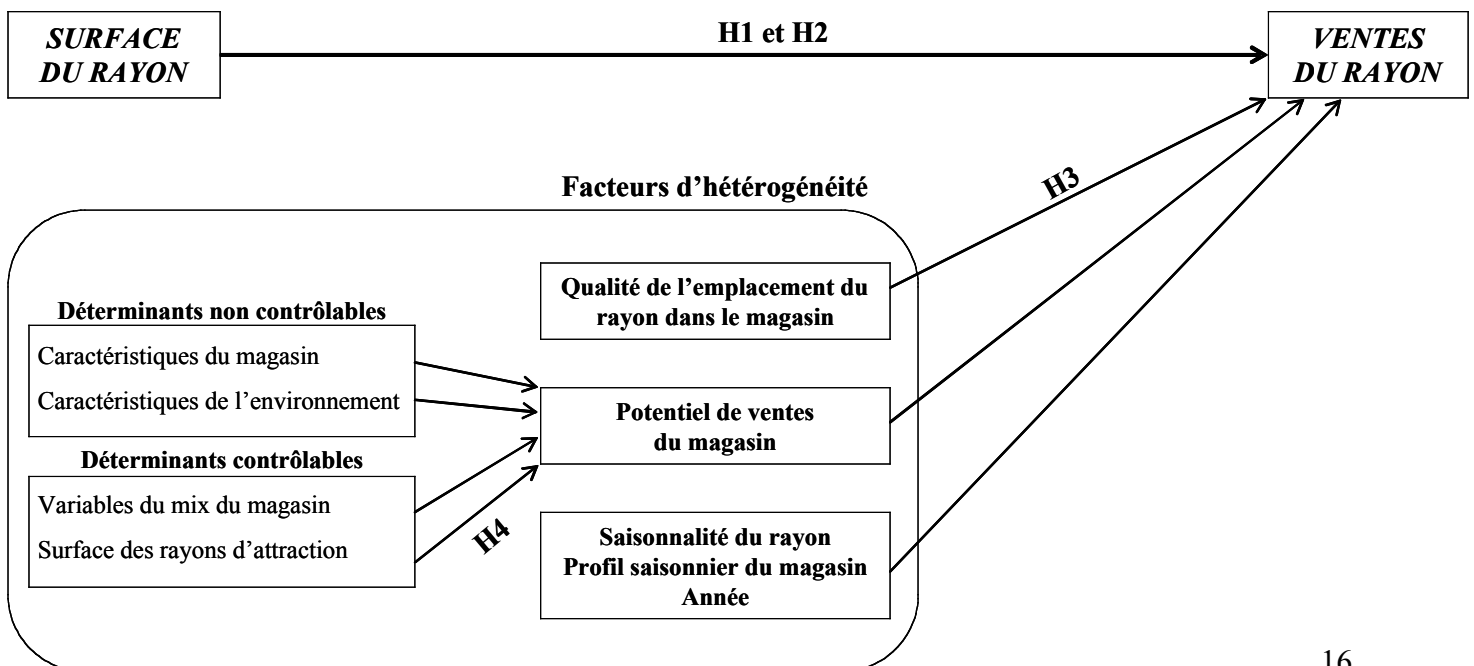 SURFACE
DU RAYON
H1 et H2
VENTES
DU RAYON
Facteurs d'hétérogénéité
H3
Qualité de l'emplacement du
rayon dans le magasin
Déterminants non contrôlables
Caractéristiques du magasin
Caractéristiques de l'environnement
Potentiel de ventes
du magasin
Déterminants contrôlables
Variables du mix du magasin
Surface des rayons d'attraction
H4
Saisonnalité du rayon
Profil saisonnier du magasin
Année
16